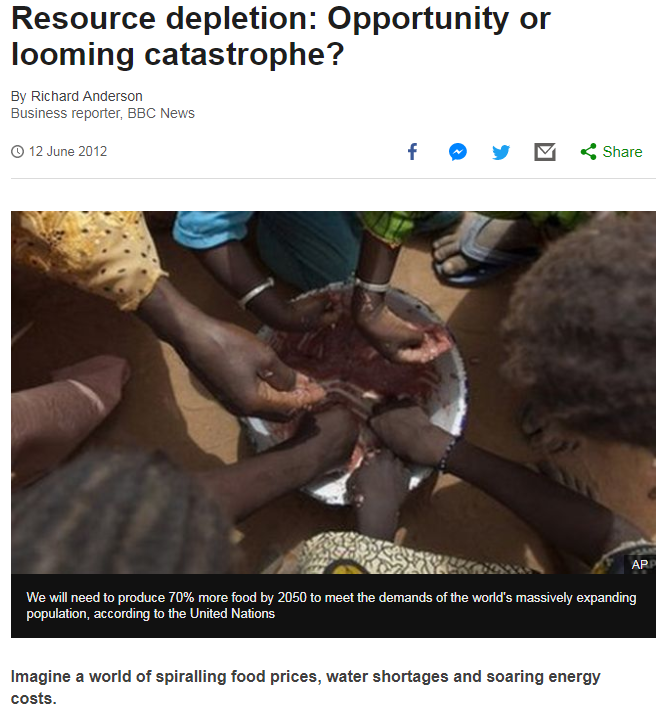 Resource depletion: Opportunity or
looming catastrophe?
By Richard Anderson
Business reporter, BBC News
12 June 2012
Share
AP
We will need to produce 70% more food by 2050 to meet the demands of the world's massively expanding
population, according to the United Nations
Imagine a world of spiralling food prices, water shortages and soaring energy
costs.